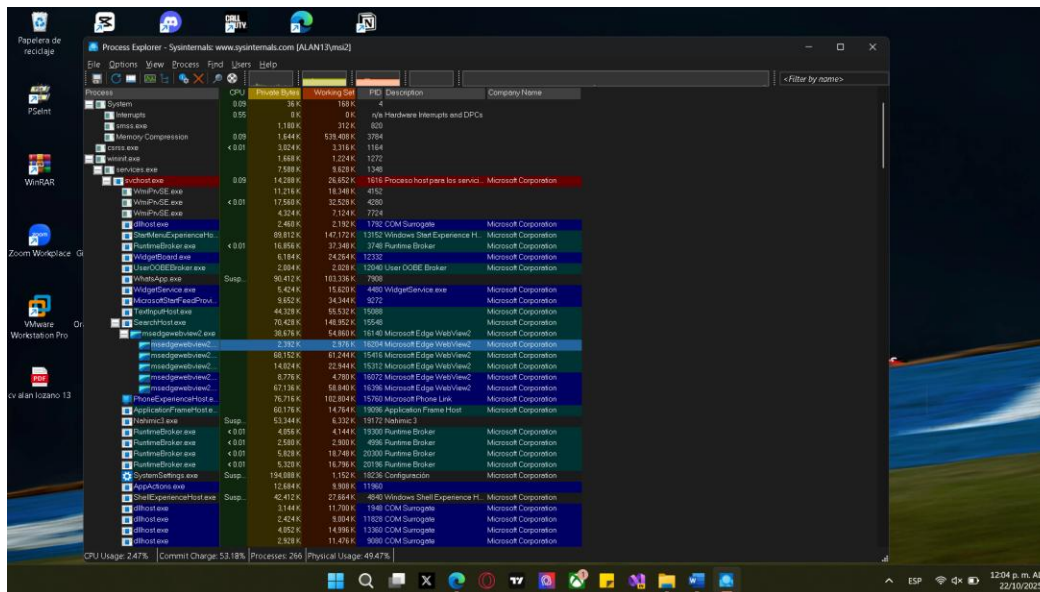 Papelera de
reciclaje
PSeInt
WinRAR
Zoom Workplace
VMware
Workstation Pro
PDF
cv alan lozano 13
CALL
Process Explorer - Sysinternals: www.sysinternals.com [ALAN13\msi2]
File Options View Process Find Users Help
<Filter by name>
Process CPU Private Bytes Working Set PID Description Company Name
System 0.09 36 K 168 K 4
Interrupts 0.55 0 K 0 K n/a Hardware Interrupts and DPCs
smss.exe 1,180 K 312 K 820
Memory Compression 0.09 1,644 K 539,408 K 3784
csrss.exe < 0.01 3,024 K 3,316 K 1164
wininit.exe 1,668 K 1,224 K 1272
services.exe 7,588 K 9,628 K 1348
svchost.exe 0.09 14,288 K 26,652 K 1616 Proceso host para los servici... Microsoft Corporation
WmiPrvSE.exe 11,216 K 18,348 K 4152
WmiPrvSE.exe < 0.01 17,560 K 32,528 K 4280
WmiPrvSE.exe 4,324 K 7,124 K 7724
dllhost.exe 2,460 K 2,192 K 1792 COM Surrogate Microsoft Corporation
StartMenuExperienceHo... 89,812 K 147,172 K 13152 Windows Start Experience H... Microsoft Corporation
RuntimeBroker.exe < 0.01 16,856 K 37,348 K 3748 Runtime Broker Microsoft Corporation
WidgetBoard.exe 6,184 K 24,264 K 12332
UserOOBEBroker.exe 2,004 K 2,028 K 12040 User OOBE Broker Microsoft Corporation
WhatsApp.exe Susp... 90,412 K 103,336 K 7908
WidgetService.exe 5,424 K 15,620 K 4480 WidgetService.exe Microsoft Corporation
MicrosoftStartFeedProvi... 9,652 K 34,344 K 9272
TextInputHost.exe 44,328 K 55,532 K 15088
SearchHost.exe 70,428 K 148,952 K 15548
msedgewebview2.exe 38,676 K 54,860 K 16140 Microsoft Edge WebView2 Microsoft Corporation
msedgewebview2... 2,392 K 2,976 K 16204 Microsoft Edge WebView2 Microsoft Corporation
msedgewebview2... 68,152 K 61,244 K 15416 Microsoft Edge WebView2 Microsoft Corporation
msedgewebview2... 14,824 K 22,944 K 15312 Microsoft Edge WebView2 Microsoft Corporation
msedgewebview2... 8,776 K 4,780 K 16072 Microsoft Edge WebView2 Microsoft Corporation
msedgewebview2... 67,136 K 58,840 K 16396 Microsoft Edge WebView2 Microsoft Corporation
PhoneExperienceHost.e... 76,716 K 102,804 K 15760 Microsoft Phone Link Microsoft Corporation
ApplicationFrameHost.e... 60,176 K 14,764 K 19096 Application Frame Host Microsoft Corporation
Nahimic3.exe Susp... 53,344 K 6,332 K 19172 Nahimic 3
RuntimeBroker.exe < 0.01 4,056 K 4,144 K 19300 Runtime Broker Microsoft Corporation
RuntimeBroker.exe < 0.01 2,580 K 2,900 K 4996 Runtime Broker Microsoft Corporation
RuntimeBroker.exe < 0.01 5,828 K 18,748 K 20300 Runtime Broker Microsoft Corporation
RuntimeBroker.exe < 0.01 5,320 K 16,796 K 20196 Runtime Broker Microsoft Corporation
SystemSettings.exe Susp... 194,088 K 1,152 K 18236 Configuración Microsoft Corporation
AppActions.exe 12,684 K 9,908 K 11960
ShellExperienceHost.exe Susp... 42,412 K 27,664 K 4848 Windows Shell Experience H... Microsoft Corporation
dllhost.exe 3,144 K 11,700 K 1948 COM Surrogate Microsoft Corporation
dllhost.exe 2,424 K 9,004 K 11828 COM Surrogate Microsoft Corporation
dllhost.exe 4,052 K 14,996 K 13360 COM Surrogate Microsoft Corporation
dllhost.exe 2,928 K 11,476 K 9080 COM Surrogate Microsoft Corporation
CPU Usage: 2.47% Commit Charge: 53.18% Processes: 266 Physical Usage: 49.47%
ESP
12:04 p. m.
22/10/2025